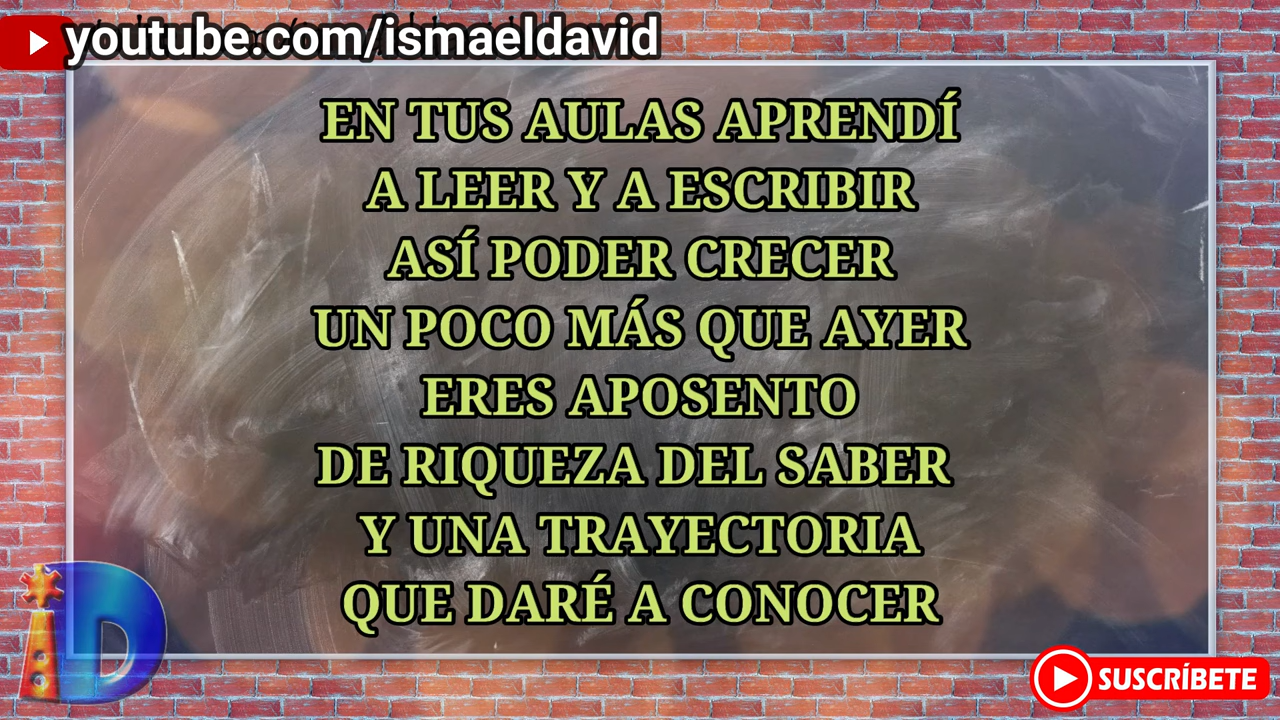 youtube.com/ismaeldavid
EN TUS AULAS APRENDÍ
A LEER Y A ESCRIBIR
ASÍ PODER CRECER
UN POCO MÁS QUE AYER
ERES APOSENTO
DE RIQUEZA DEL SABER
Y UNA TRAYECTORIA
QUE DARÉ A CONOCER
iD
SUSCRÍBETE